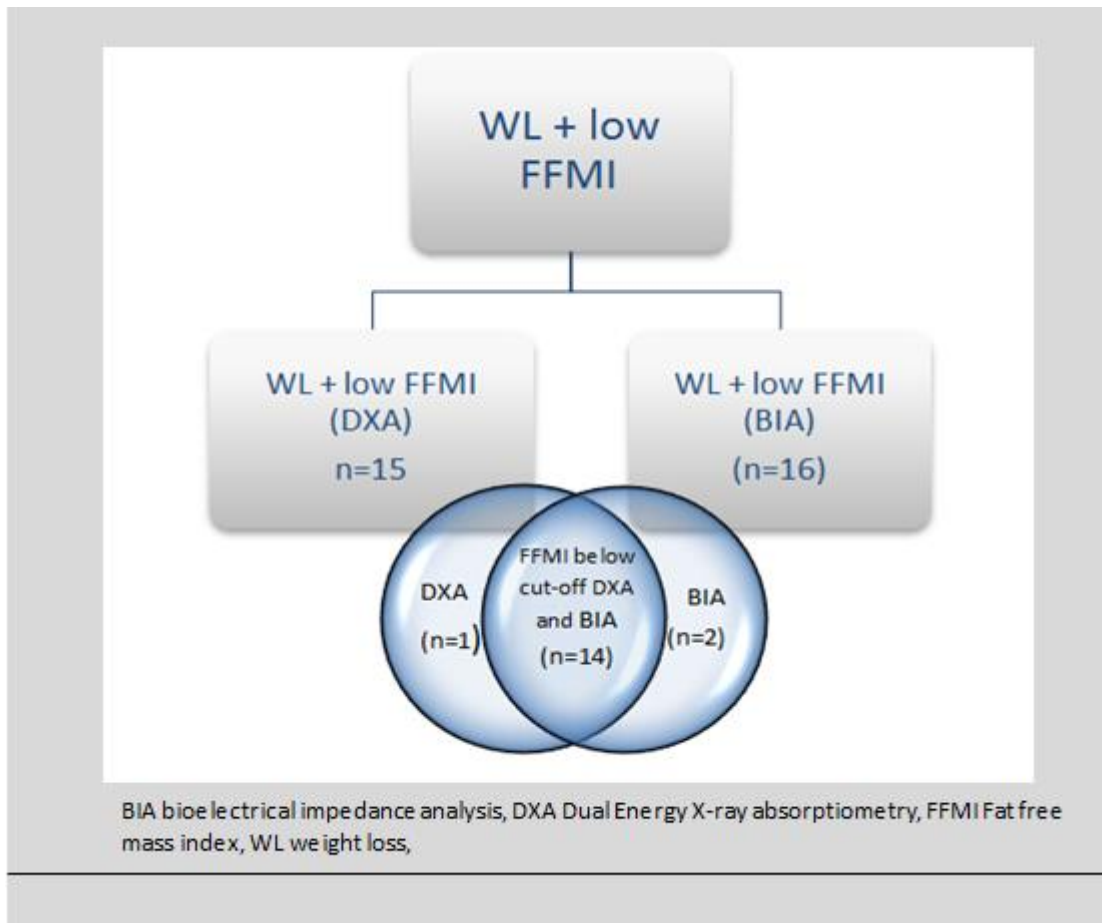 WL + low
FFMI
WL + low FFMI
(DXA)
n=15
WL + low FFMI
(BIA)
(n=16)
DXA
(n=1)
FFMI below
cut-off DXA
and BIA
(n=14)
BIA
(n=2)
BIA bioelectrical impedance analysis, DXA Dual Energy X-ray absorptiometry, FFMI Fat free
mass index, WL weight loss,